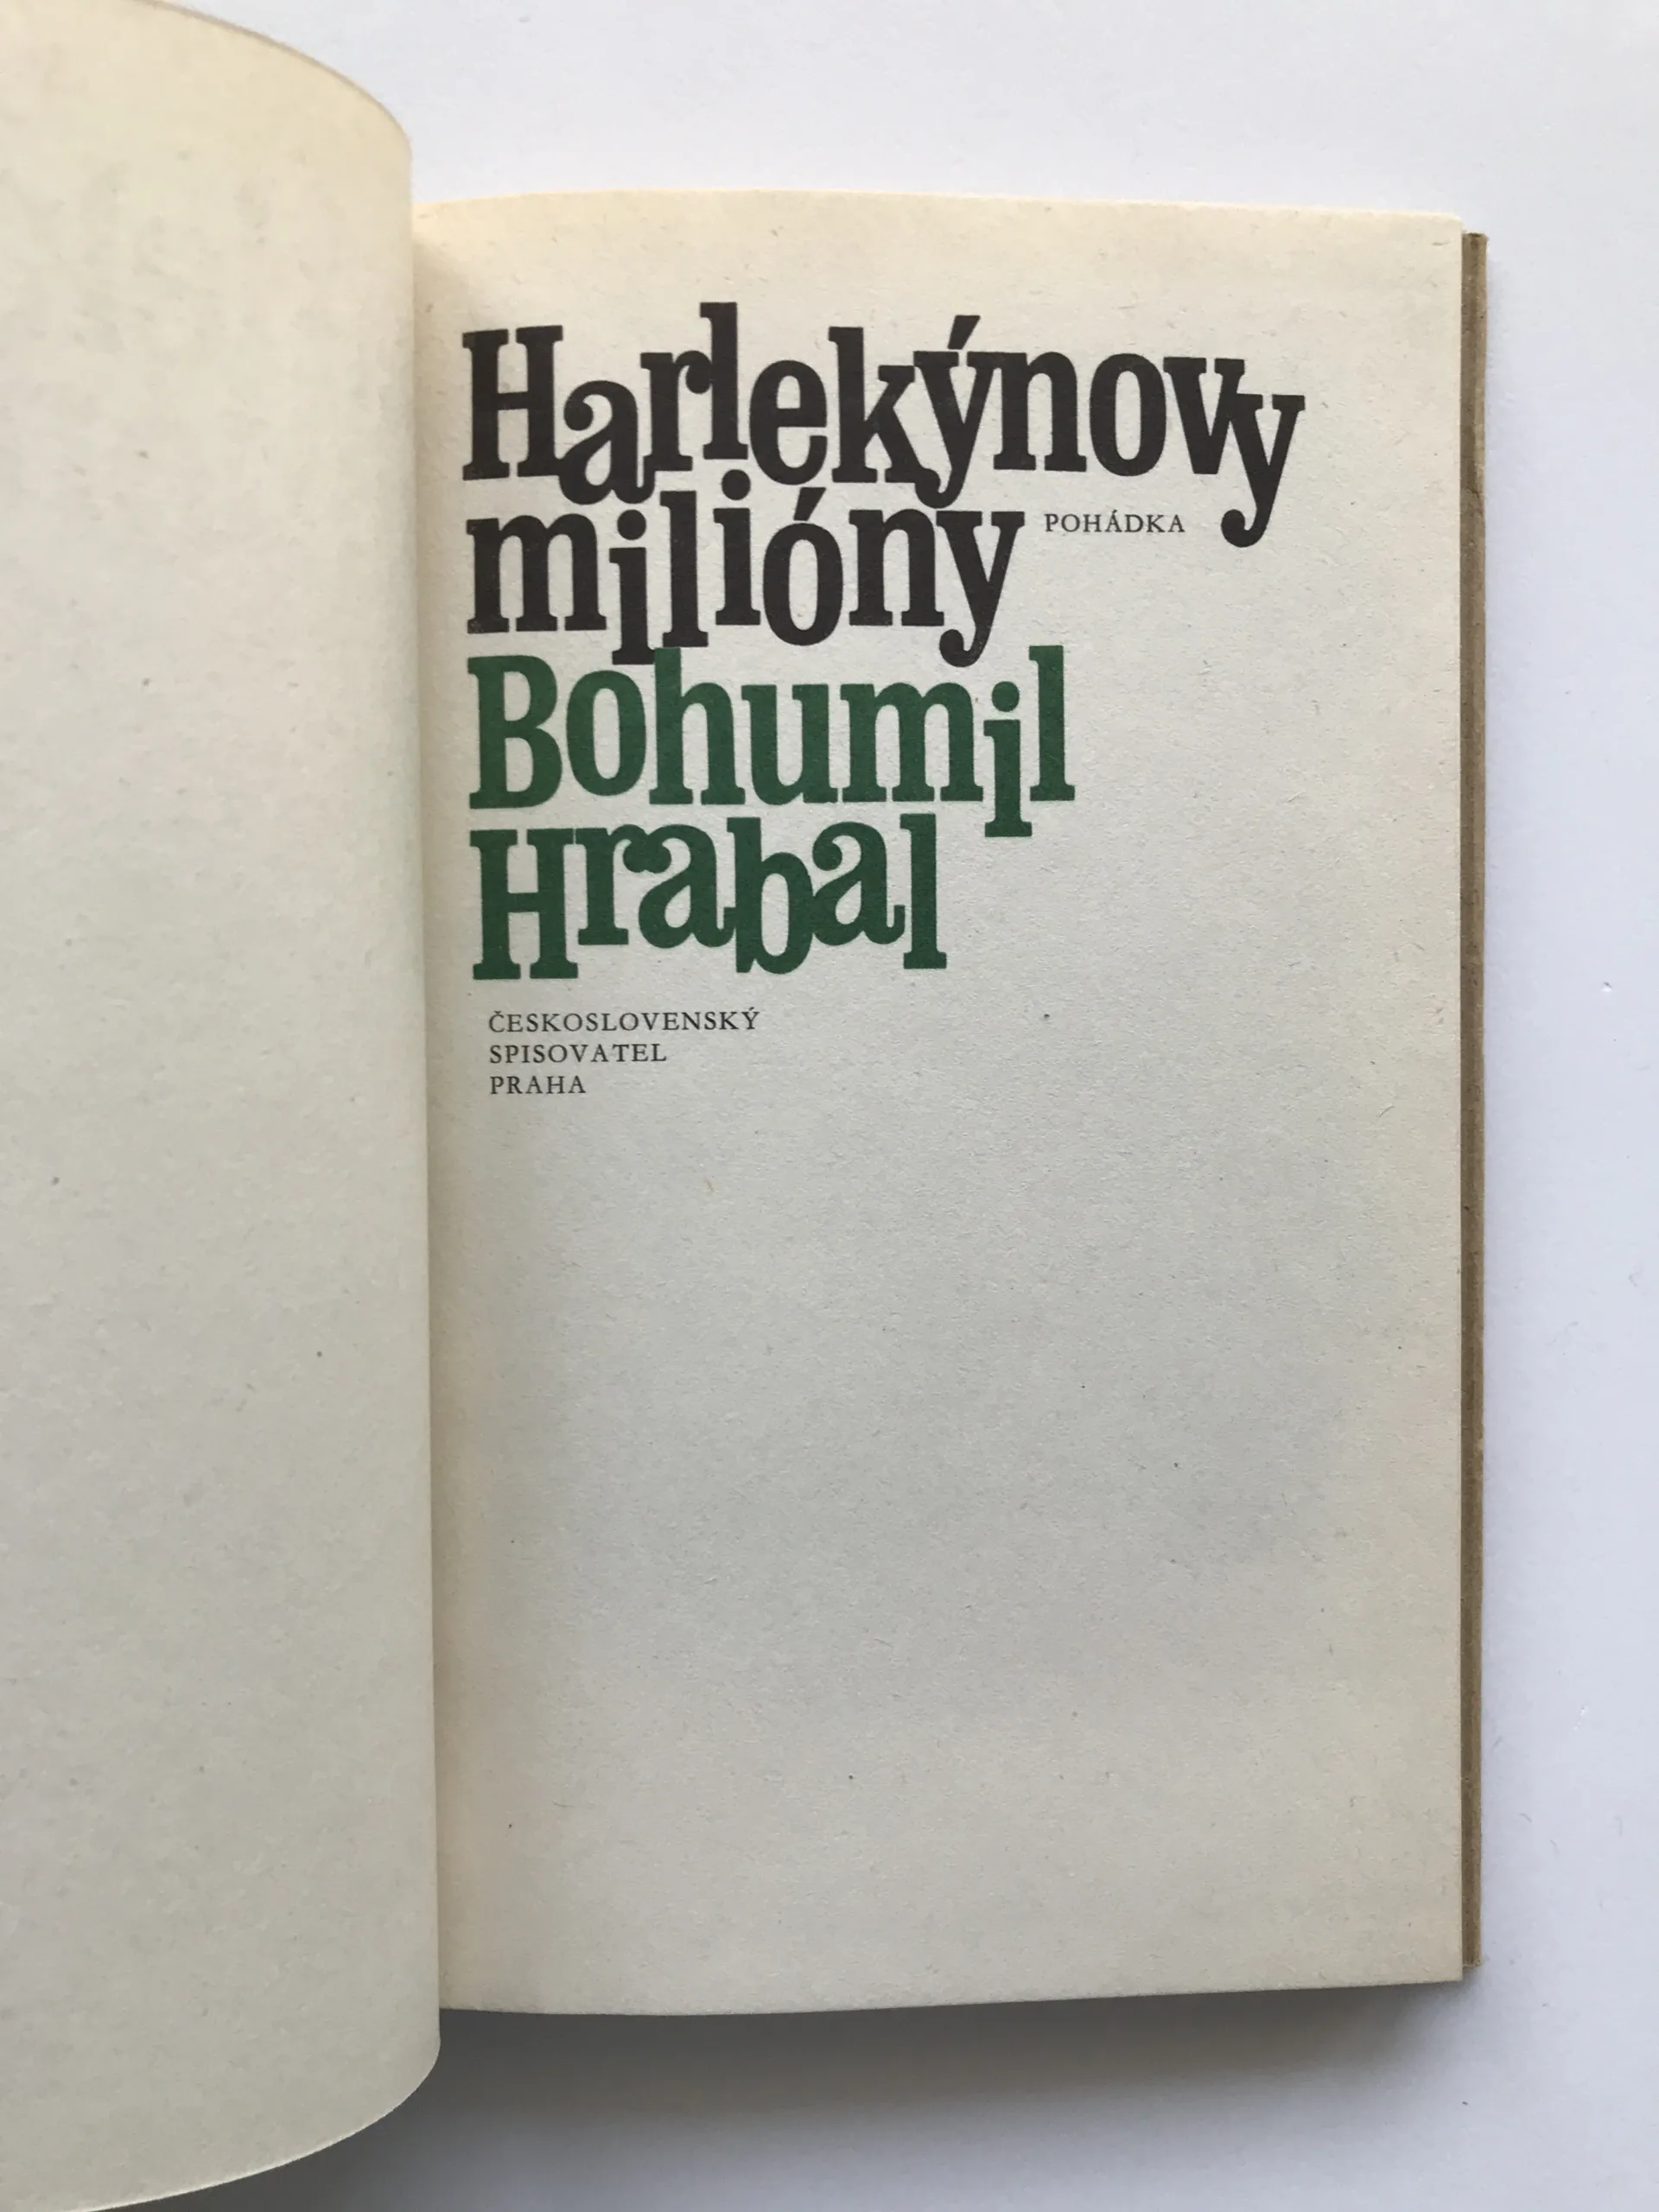 Harlekýnovy
milióny POHÁDKA
Bohumil
Hrabal
ČESKOSLOVENSKÝ
SPISOVATEL
PRAHA